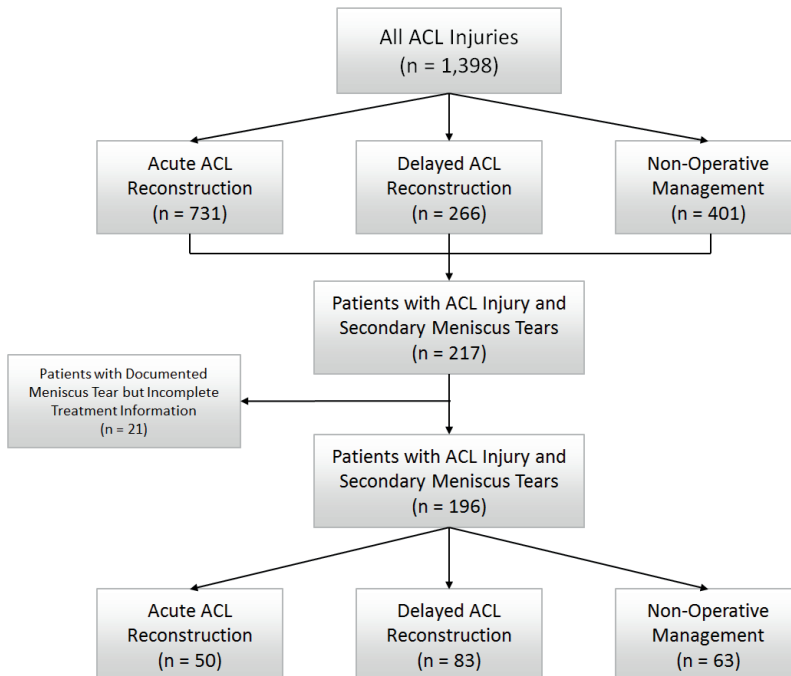 All ACL Injuries
(n = 1,398)
Acute ACL
Reconstruction
(n = 731)
Delayed ACL
Reconstruction
(n = 266)
Non-Operative
Management
(n = 401)
Patients with ACL Injury and
Secondary Meniscus Tears
(n = 217)
Patients with Documented
Meniscus Tear but Incomplete
Treatment Information
(n = 21)
Patients with ACL Injury and
Secondary Meniscus Tears
(n = 196)
Acute ACL
Reconstruction
(n = 50)
Delayed ACL
Reconstruction
(n = 83)
Non-Operative
Management
(n = 63)